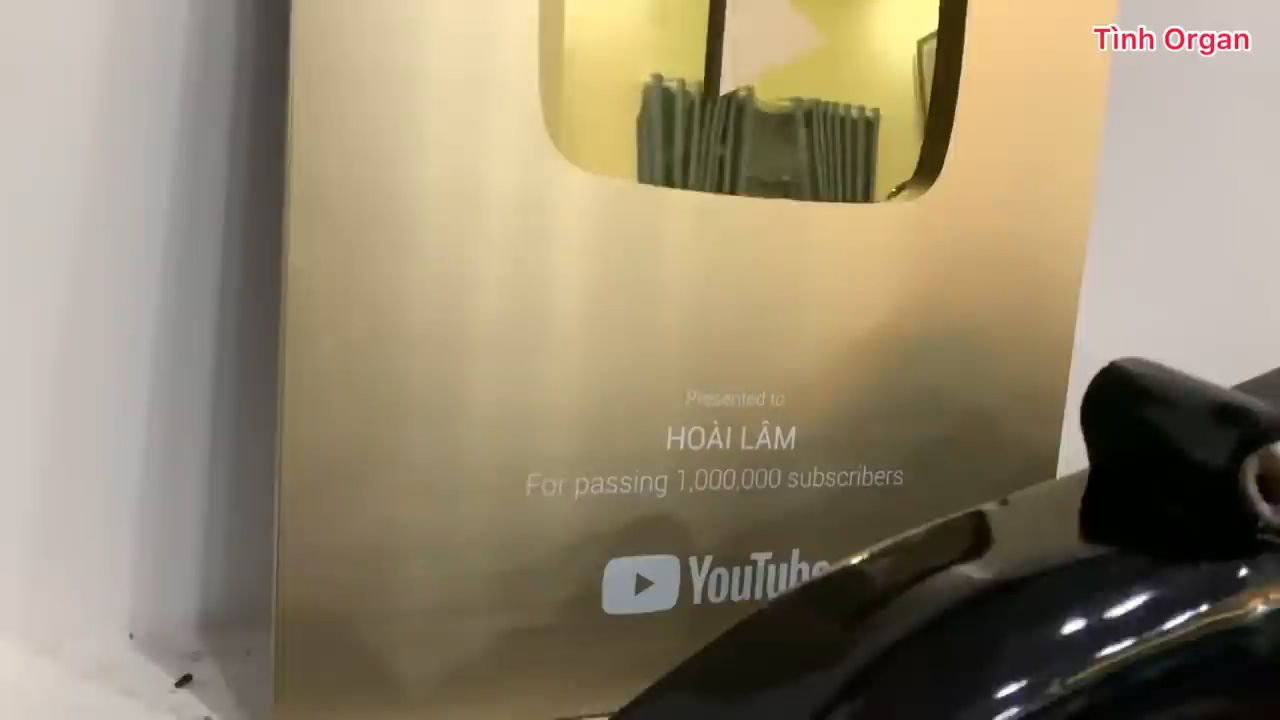 Tình Organ
Presented to
HOÀI LÂM
For passing 1,000,000 subscribers
YouTube